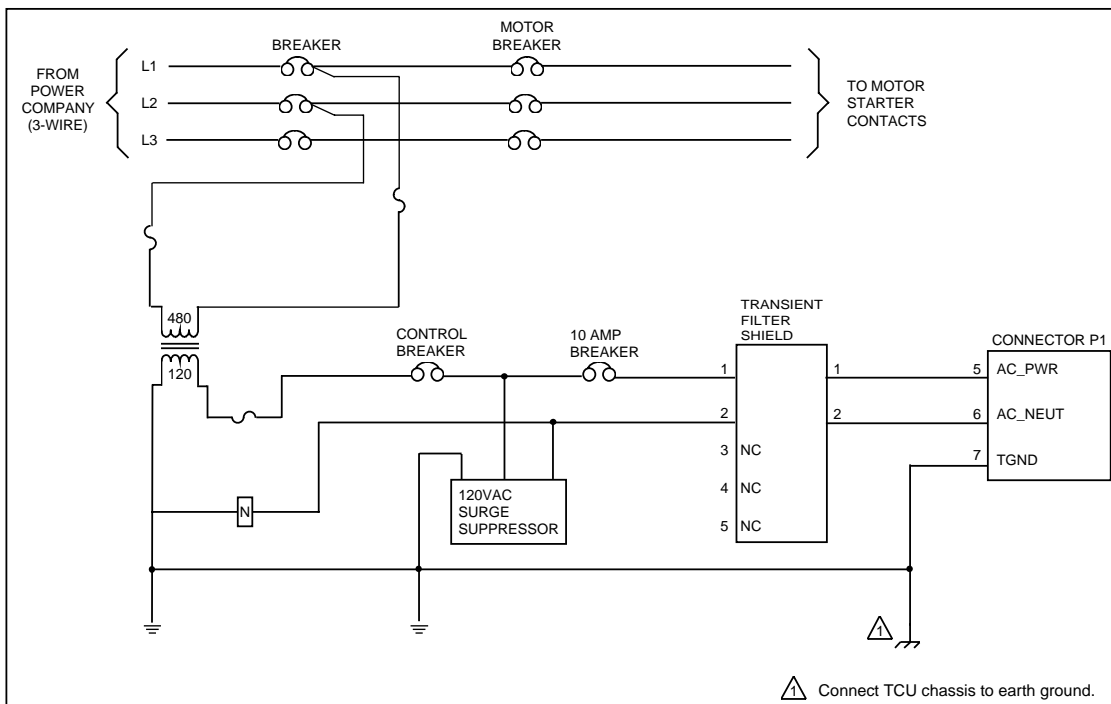 BREAKER
MOTOR
BREAKER
FROM
POWER
COMPANY
(3-WIRE)
L1
L2
L3
TO MOTOR
STARTER
CONTACTS
480
120
CONTROL
BREAKER
10 AMP
BREAKER
TRANSIENT
FILTER
SHIELD
CONNECTOR P1
1
1
5
AC_PWR
2
2
6
AC_NEUT
3
NC
7
TGND
4
NC
5
NC
N
120VAC
SURGE
SUPPRESSOR
1
1 Connect TCU chassis to earth ground.